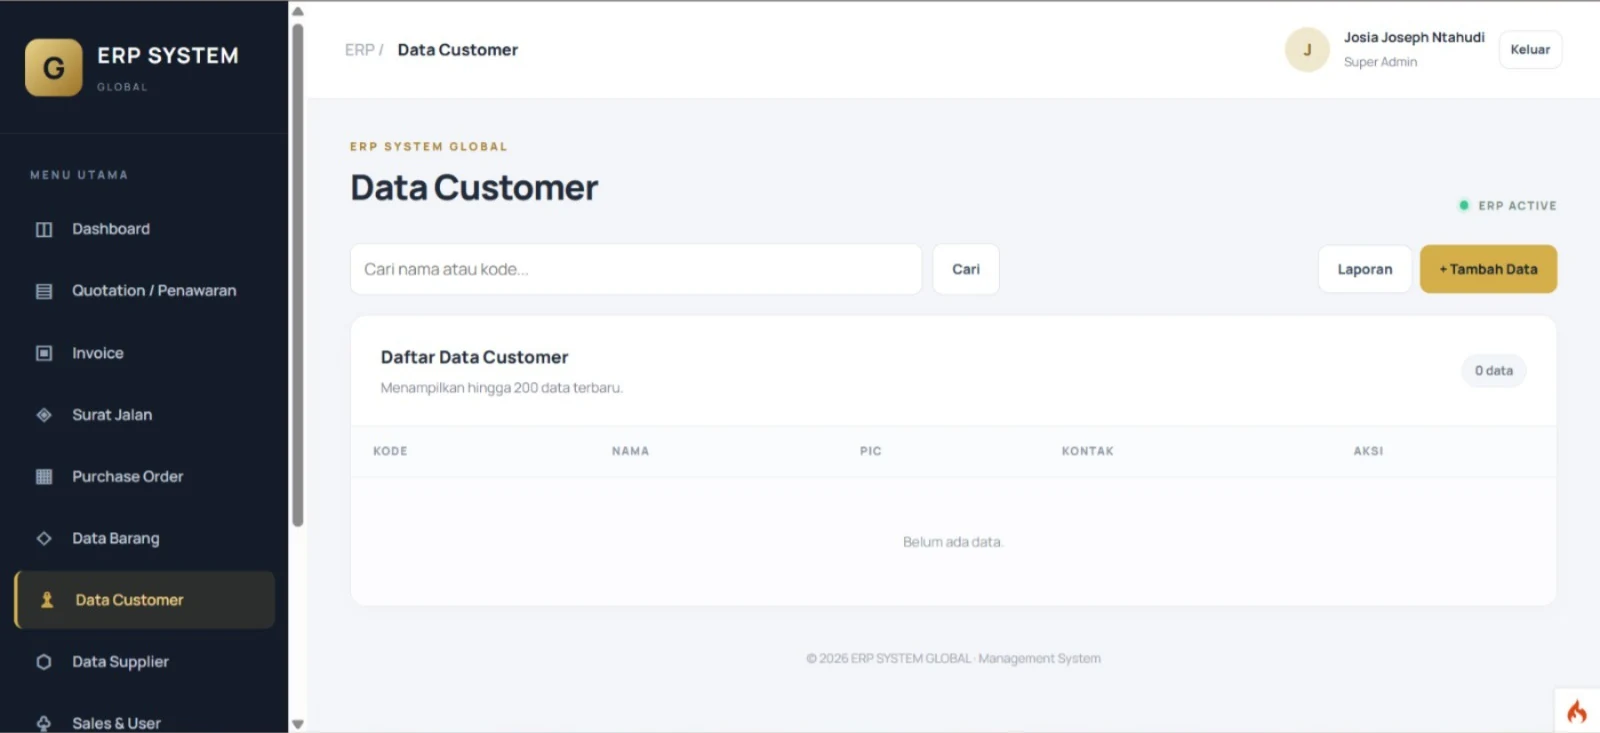 G
ERP SYSTEM
GLOBAL
MENU UTAMA
Dashboard
Quotation / Penawaran
Invoice
Surat Jalan
Purchase Order
Data Barang
Data Customer
Data Supplier
Sales & User
ERP / Data Customer
J
Josia Joseph Ntahudi
Super Admin
Keluar
ERP SYSTEM GLOBAL
Data Customer
ERP ACTIVE
Cari nama atau kode...
Cari
Laporan
+ Tambah Data
Daftar Data Customer
Menampilkan hingga 200 data terbaru.
0 data
KODE NAMA PIC KONTAK AKSI
Belum ada data.
© 2026 ERP SYSTEM GLOBAL · Management System